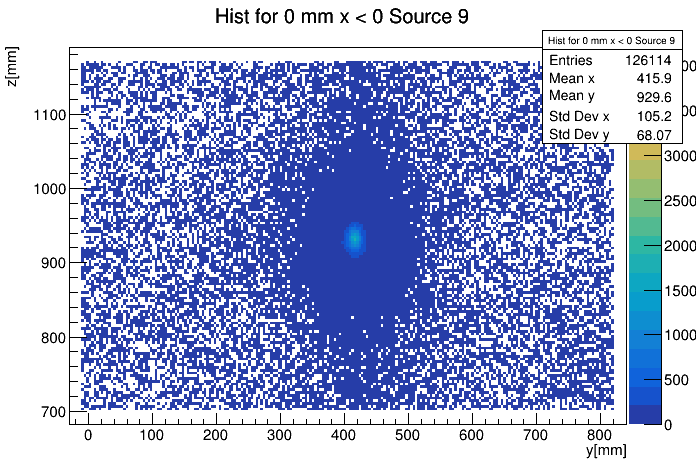 Hist for 0 mm x < 0 Source 9
z[mm]
Hist for 0 mm x < 0 Source 9
Entries 126114
Mean x 415.9
Mean y 929.6
Std Dev x 105.2
Std Dev y 68.07
1100
1000
900
800
700
0 100 200 300 400 500 600 700 800
y[mm]
3000
2500
2000
1500
1000
500
0